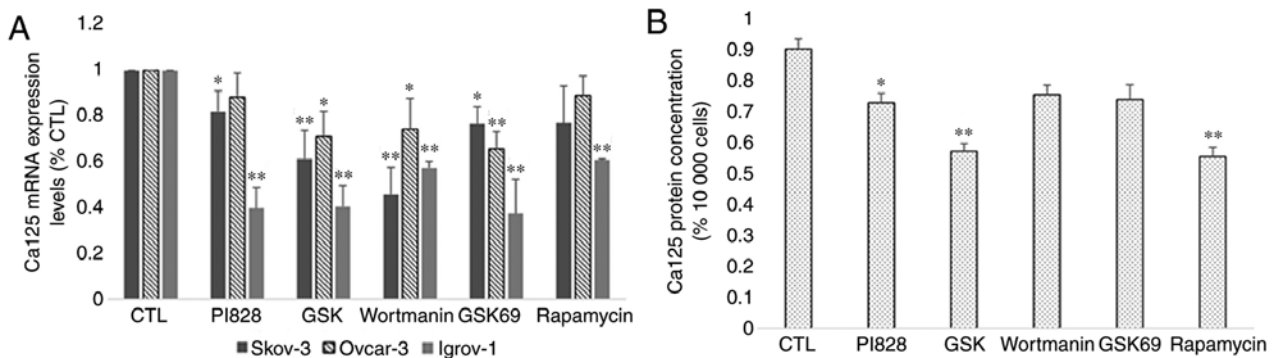 A
Ca125 mRNA expression
levels (% CTL)
1.2
1
0.8
0.6
0.4
0.2
0
*
**
**
*
**
**
*
**
*
**
**
**
CTL
PI828
GSK
Wortmanin
GSK69
Rapamycin
Skov-3
Ovcar-3
Igrov-1
B
Ca125 protein concentration
(% 10 000 cells)
1
0.9
0.8
0.7
0.6
0.5
0.4
0.3
0.2
0.1
0
*
**
**
CTL
PI828
GSK
Wortmanin
GSK69
Rapamycin